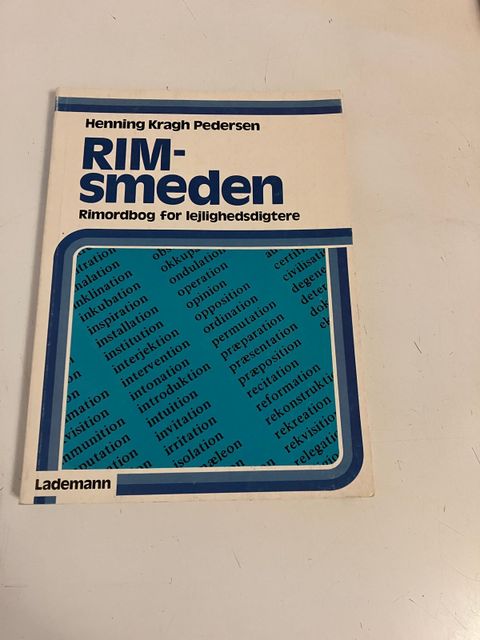 Henning Kragh Pedersen
RIM-
smeden
Rimordbog for lejlighedsdigtere
inklination
inkubation
inspiration
installation
institution
interjektion
intervention
intonation
introduktion
intuition
invitation
irritation
isolation
ondulation
operation
opinion
opposition
ordination
permutation
præparation
præsentation
præposition
recitation
reformation
rekonstruktion
rekreation
Lademann